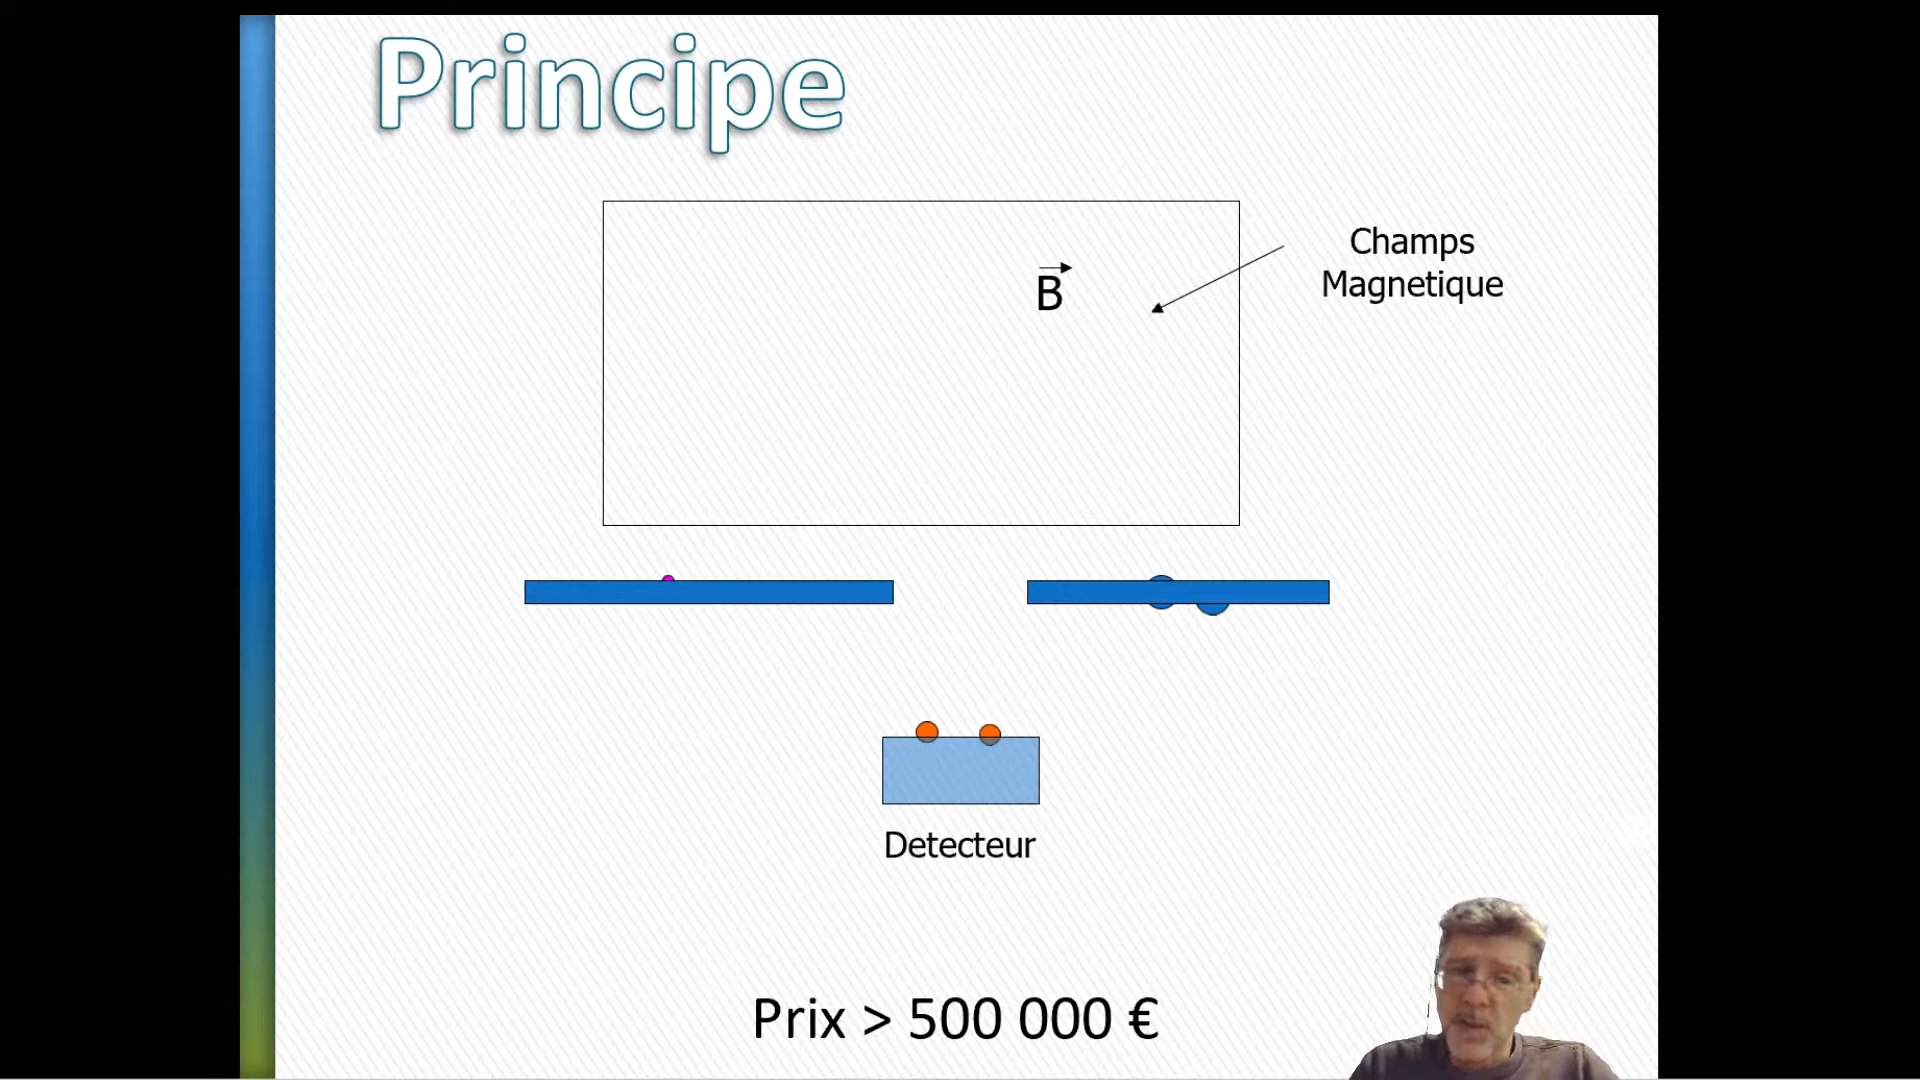 Principe
B
Champs
Magnetique
Detecteur
Prix > 500 000 €